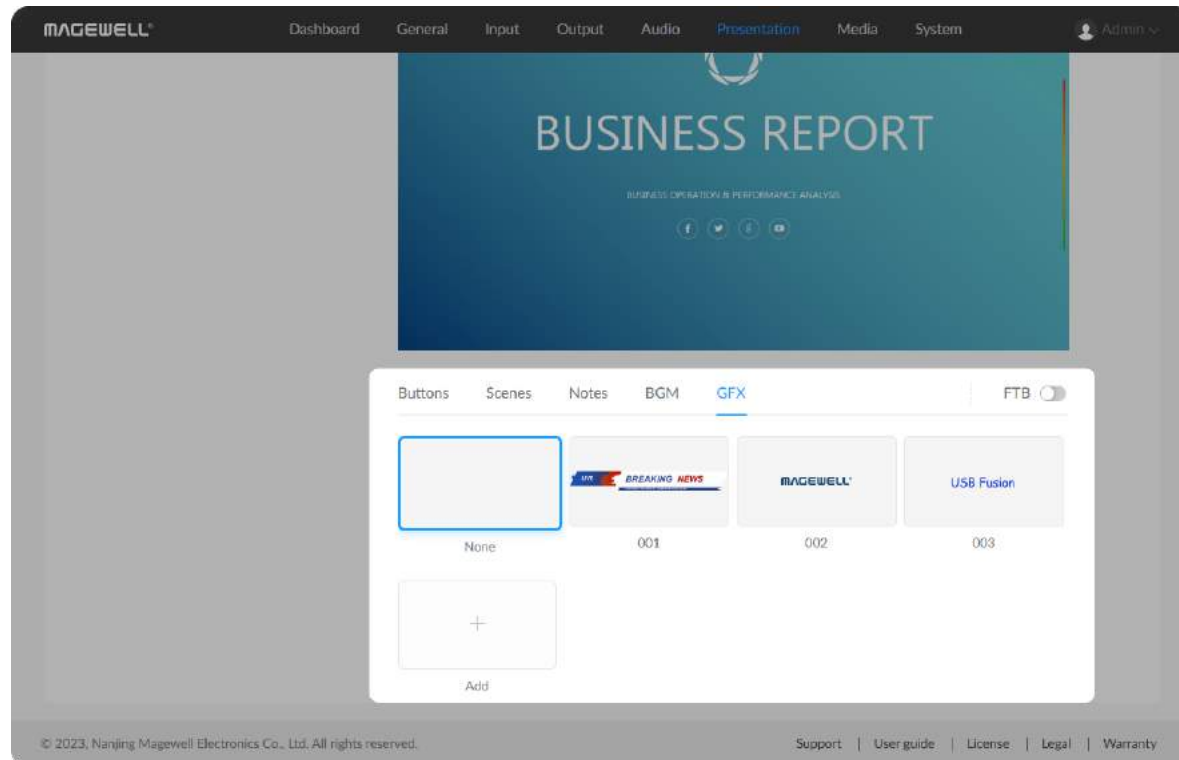 MAGEWELL® Dashboard General Input Output Audio Presentation Media System Admin
BUSINESS REPORT
BUSINESS OPERATION & PERFORMANCE ANALYSIS
Buttons Scenes Notes BGM GFX FTB
LIVE BREAKING NEWS MAGEWELL® USB Fusion
None 001 002 003
+
Add
© 2023, Nanjing Magewell Electronics Co., Ltd. All rights reserved. Support | User guide | License | Legal | Warranty